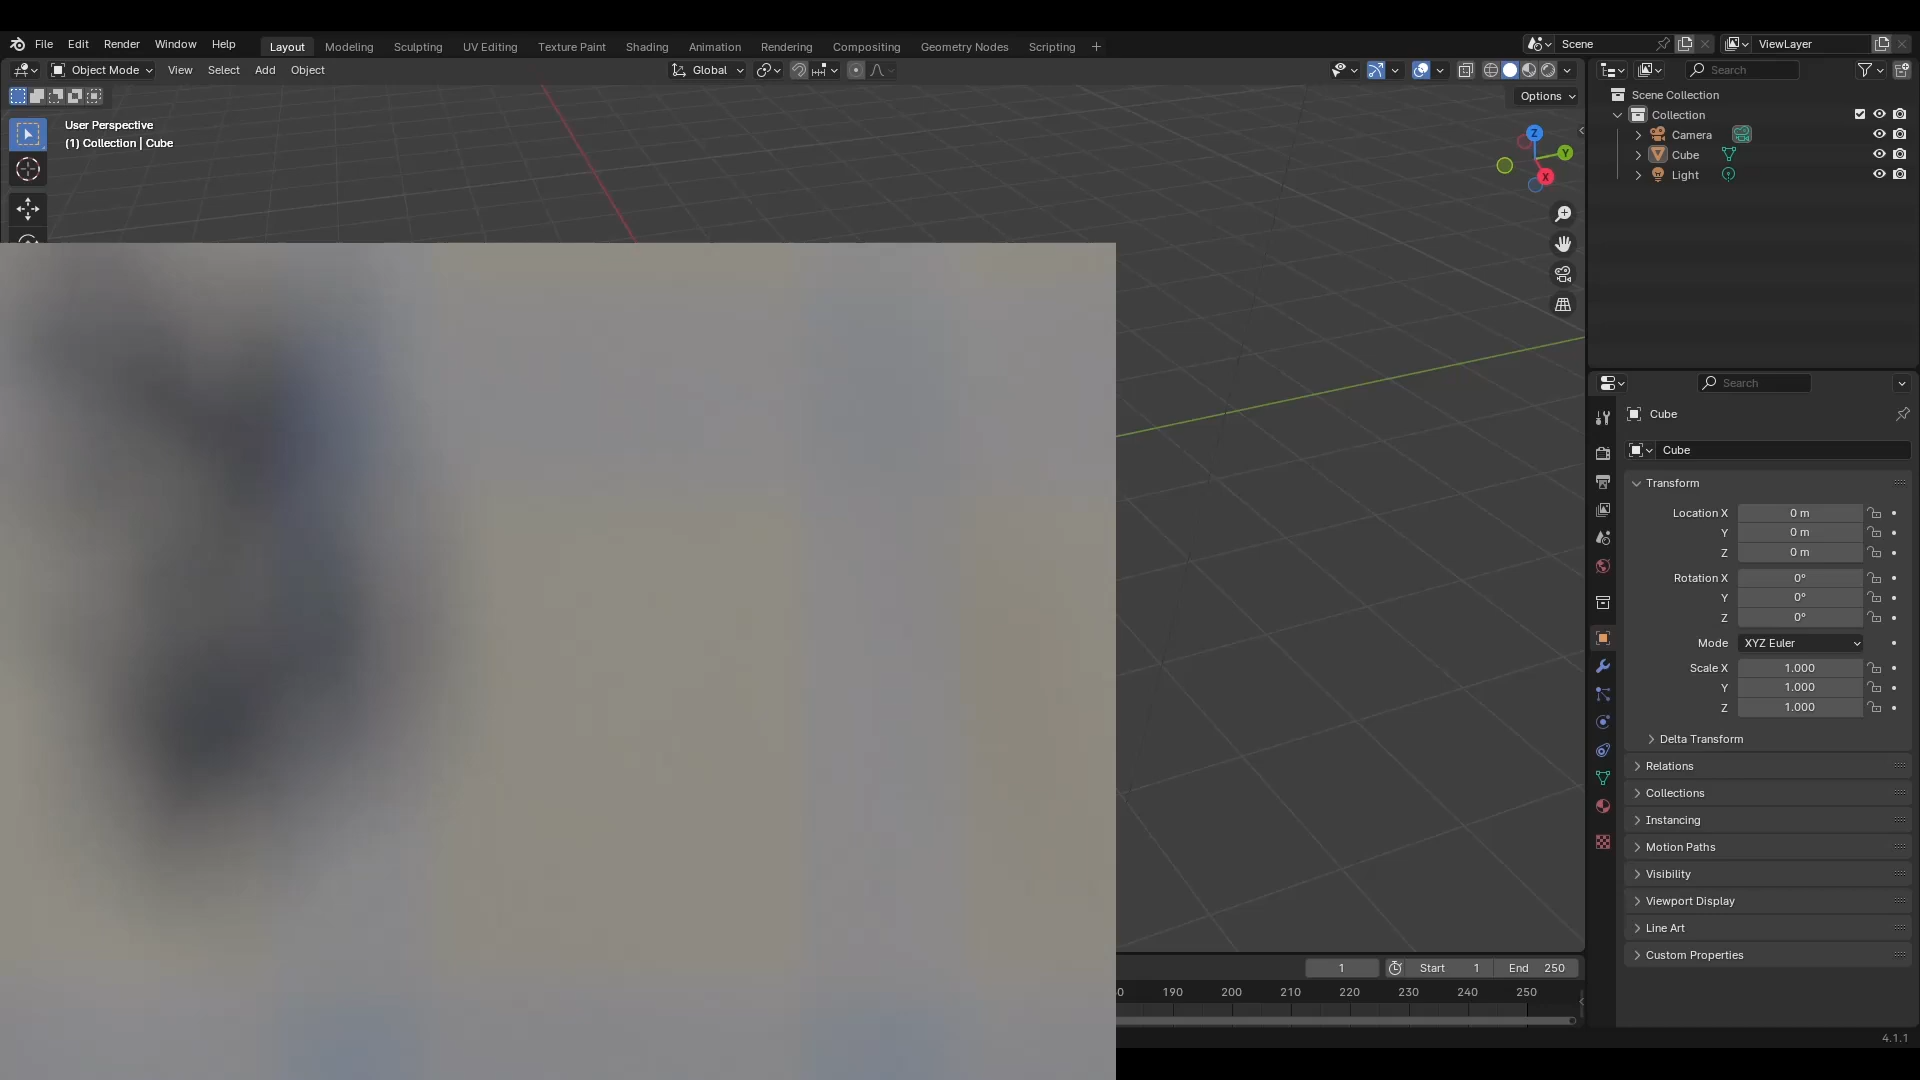 File Edit Render Window Help Layout Modeling Sculpting UV Editing Texture Paint Shading Animation Rendering Compositing Geometry Nodes Scripting + Scene ViewLayer
Object Mode View Select Add Object Global Search
Options
User Perspective
(1) Collection | Cube
Z
Y
X
Scene Collection
Collection
Camera
Cube
Light
Search
Cube
Cube
Transform
Location X 0 m
Y 0 m
Z 0 m
Rotation X 0°
Y 0°
Z 0°
Mode XYZ Euler
Scale X 1.000
Y 1.000
Z 1.000
Delta Transform
Relations
Collections
Instancing
Motion Paths
Visibility
Viewport Display
Line Art
Custom Properties
1 Start 1 End 250
190 200 210 220 230 240 250
4.1.1